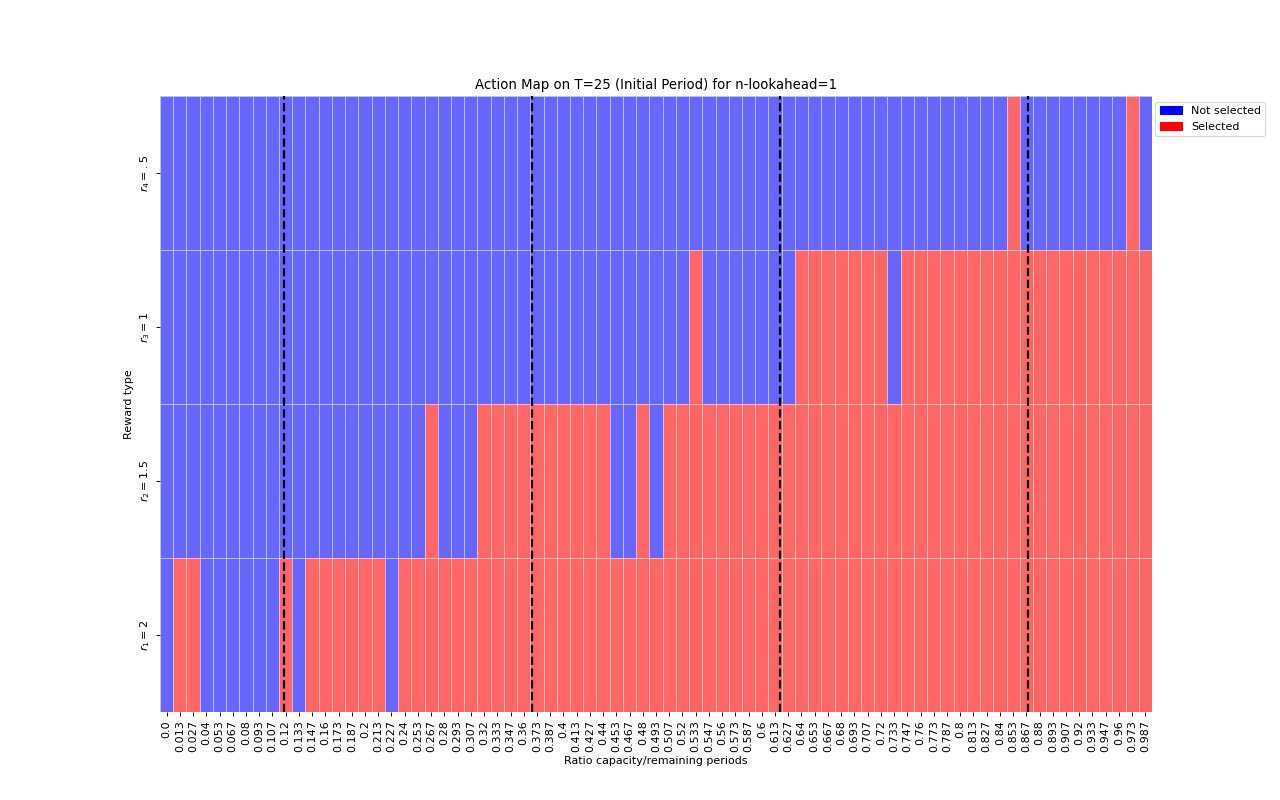 Action Map on T=25 (Initial Period) for n-lookahead=1
Not selected
Selected
Reward type
r₄ = .5
r₃ = 1
r₂ = 1.5
r₁ = 2
0.0 0.013 0.027 0.04 0.053 0.067 0.08 0.093 0.107 0.12 0.133 0.147 0.16 0.173 0.187 0.2 0.213 0.227 0.24 0.253 0.267 0.28 0.293 0.307 0.32 0.333 0.347 0.36 0.373 0.387 0.4 0.413 0.427 0.44 0.453 0.467 0.48 0.493 0.507 0.52 0.533 0.547 0.56 0.573 0.587 0.6 0.613 0.627 0.64 0.653 0.667 0.68 0.693 0.707 0.72 0.733 0.747 0.76 0.773 0.787 0.8 0.813 0.827 0.84 0.853 0.867 0.88 0.893 0.907 0.92 0.933 0.947 0.96 0.973 0.987
Ratio capacity/remaining periods